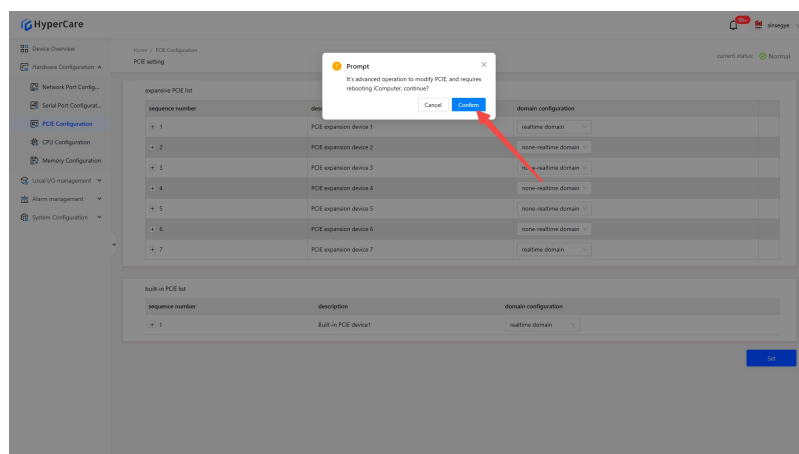 HyperCare
99+
sinsegye
Device Overview
Hardware Configuration
Network Port Config...
Serial Port Configurat...
PCIE Configuration
CPU Configuration
Memory Configuration
Local I/O management
Alarm management
System Configuration
Home / PCIE Configuration
PCIE setting
current status: Normal
Prompt
It's advanced operation to modify PCIE, and requires
rebooting iComputer, continue?
Cancel Confirm
expansive PCIE list
sequence number domain configuration
1 PCIE expansion device 1 realtime domain
2 PCIE expansion device 2 none-realtime domain
3 PCIE expansion device 3 none-realtime domain
4 PCIE expansion device 4 none-realtime domain
5 PCIE expansion device 5 none-realtime domain
6 PCIE expansion device 6 none-realtime domain
7 PCIE expansion device 7 realtime domain
built-in PCIE list
sequence number description domain configuration
1 Built-in PCIE device1 realtime domain
Set